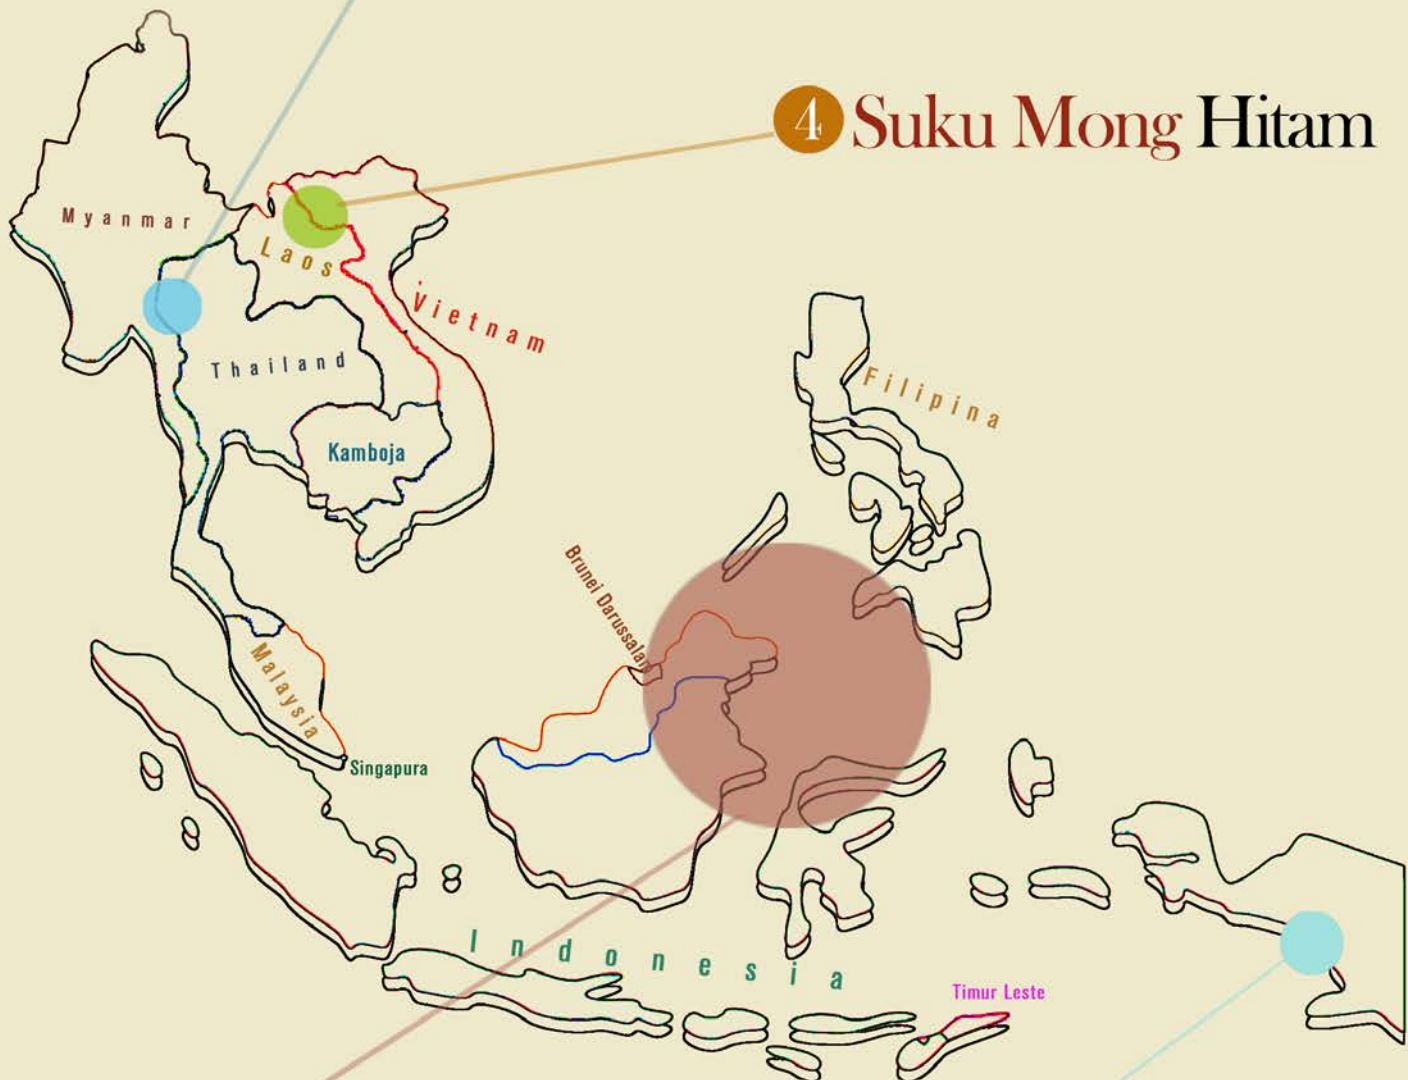 4 Suku Mong Hitam
Myanmar
Laos
Vietnam
Thailand
Filipina
Kamboja
Brunei Darussalam
Malaysia
Singapura
Indonesia
Timur Leste